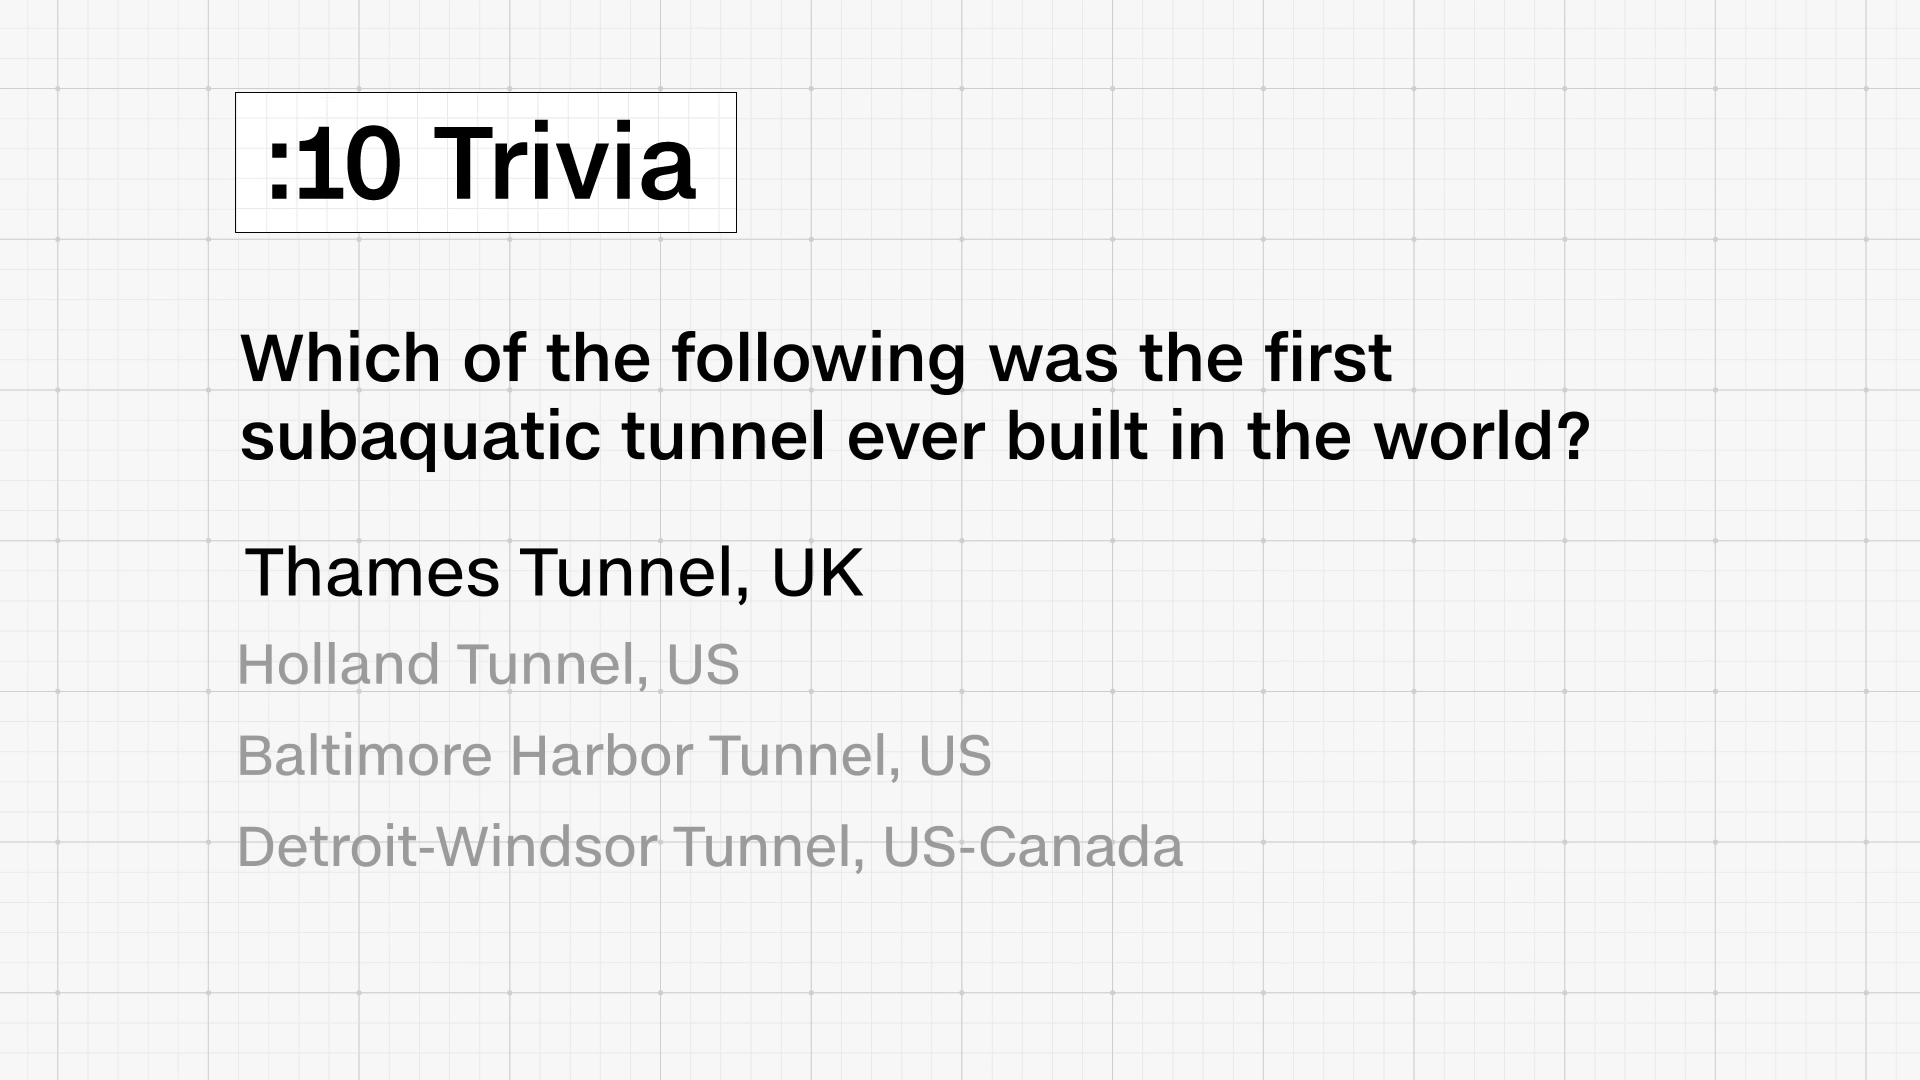 :10 Trivia
Which of the following was the first
subaquatic tunnel ever built in the world?
Thames Tunnel, UK
Holland Tunnel, US
Baltimore Harbor Tunnel, US
Detroit-Windsor Tunnel, US-Canada